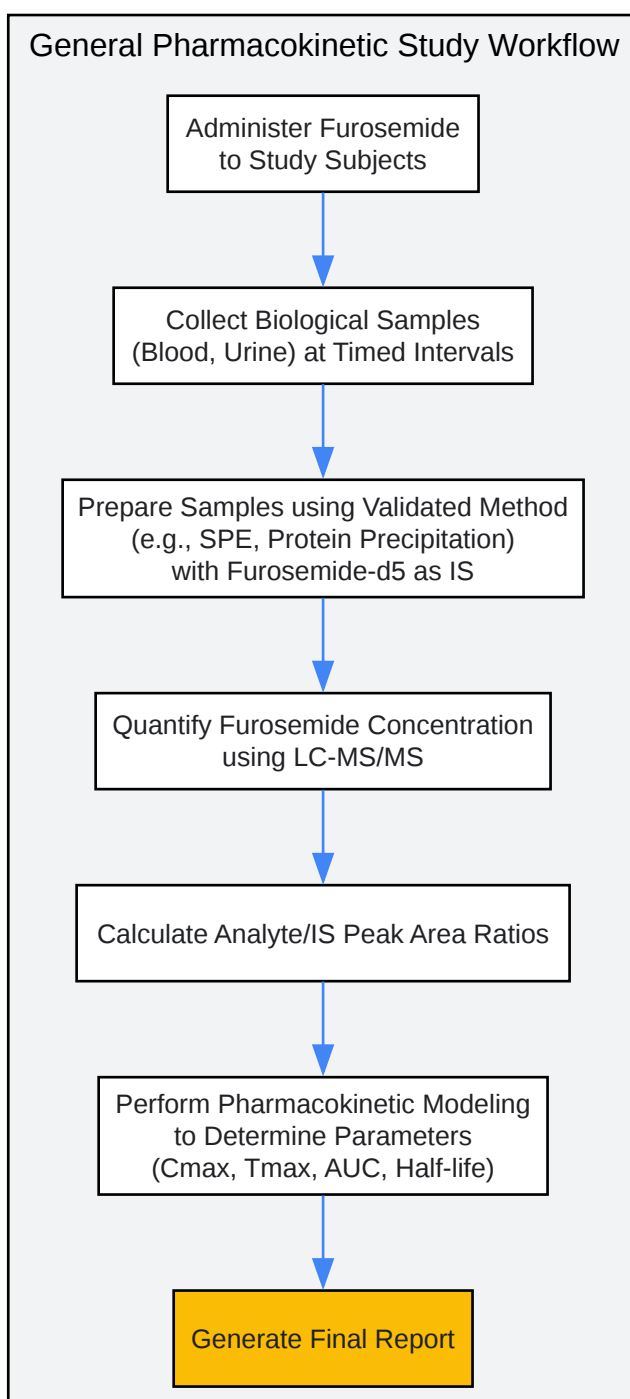 General Pharmacokinetic Study Workflow
Administer Furosemide
to Study Subjects
Collect Biological Samples
(Blood, Urine) at Timed Intervals
Prepare Samples using Validated Method
(e.g., SPE, Protein Precipitation)
with Furosemide-d5 as IS
Quantify Furosemide Concentration
using LC-MS/MS
Calculate Analyte/IS Peak Area Ratios
Perform Pharmacokinetic Modeling
to Determine Parameters
(Cmax, Tmax, AUC, Half-life)
Generate Final Report